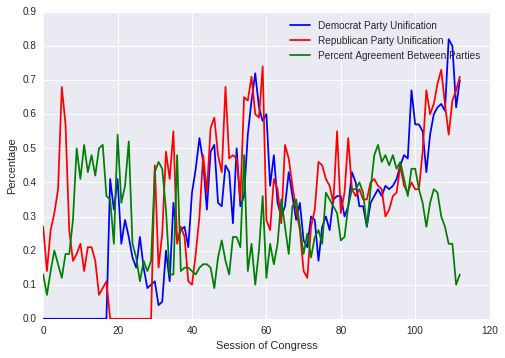 0.9
0.8
0.7
0.6
0.5
0.4
0.3
0.2
0.1
0.0
Percentage
Democrat Party Unification
Republican Party Unification
Percent Agreement Between Parties
0 20 40 60 80 100 120
Session of Congress